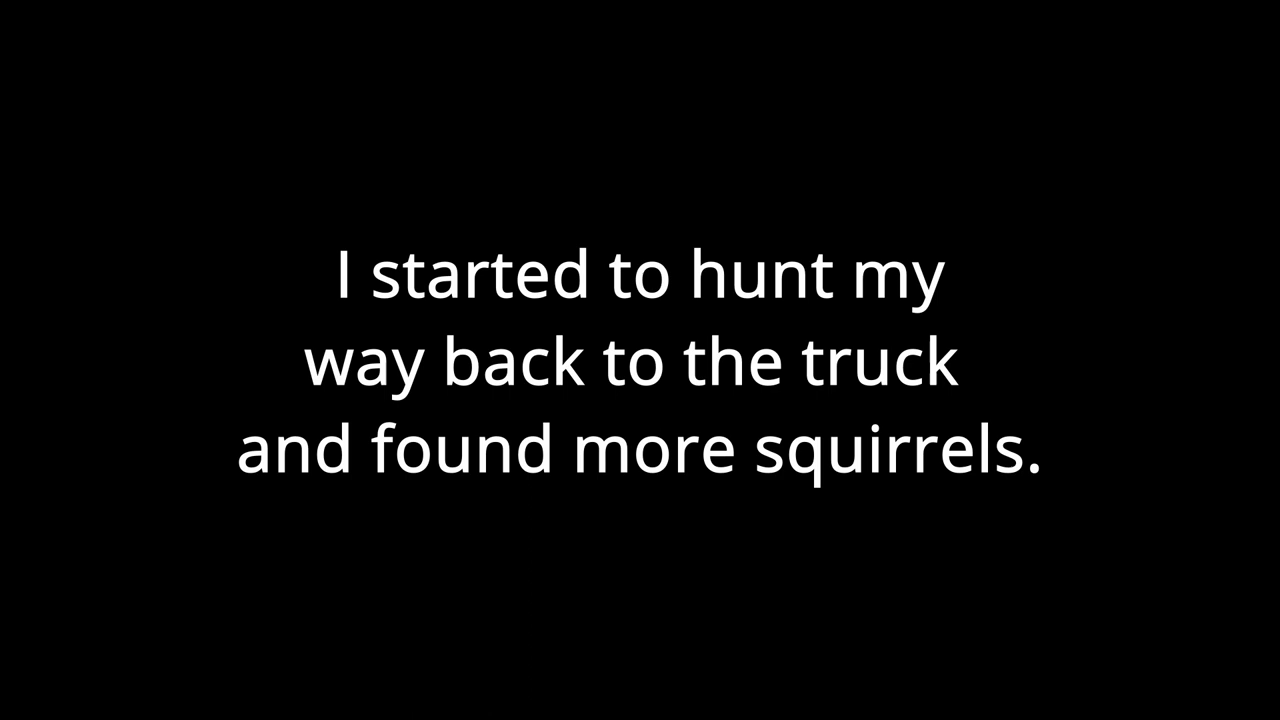 I started to hunt my
way back to the truck
and found more squirrels.